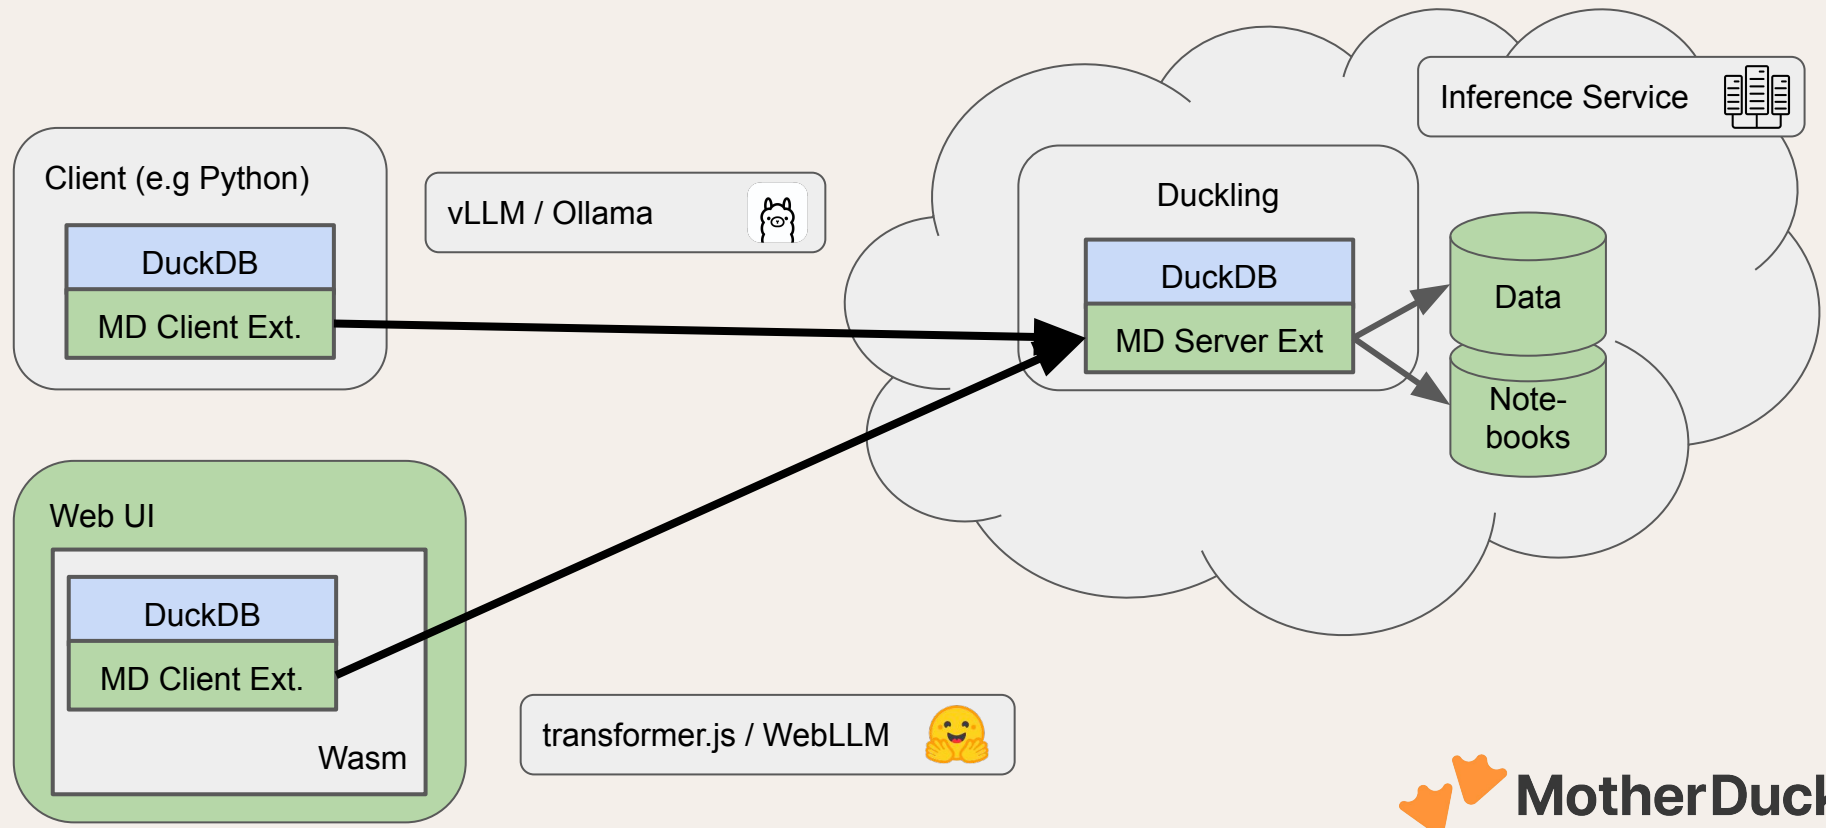 Inference Service
Client (e.g Python)
DuckDB
MD Client Ext.
vLLM / Ollama
Duckling
DuckDB
MD Server Ext
Data
Note-
books
Web UI
DuckDB
MD Client Ext.
Wasm
transformer.js / WebLLM
MotherDuck